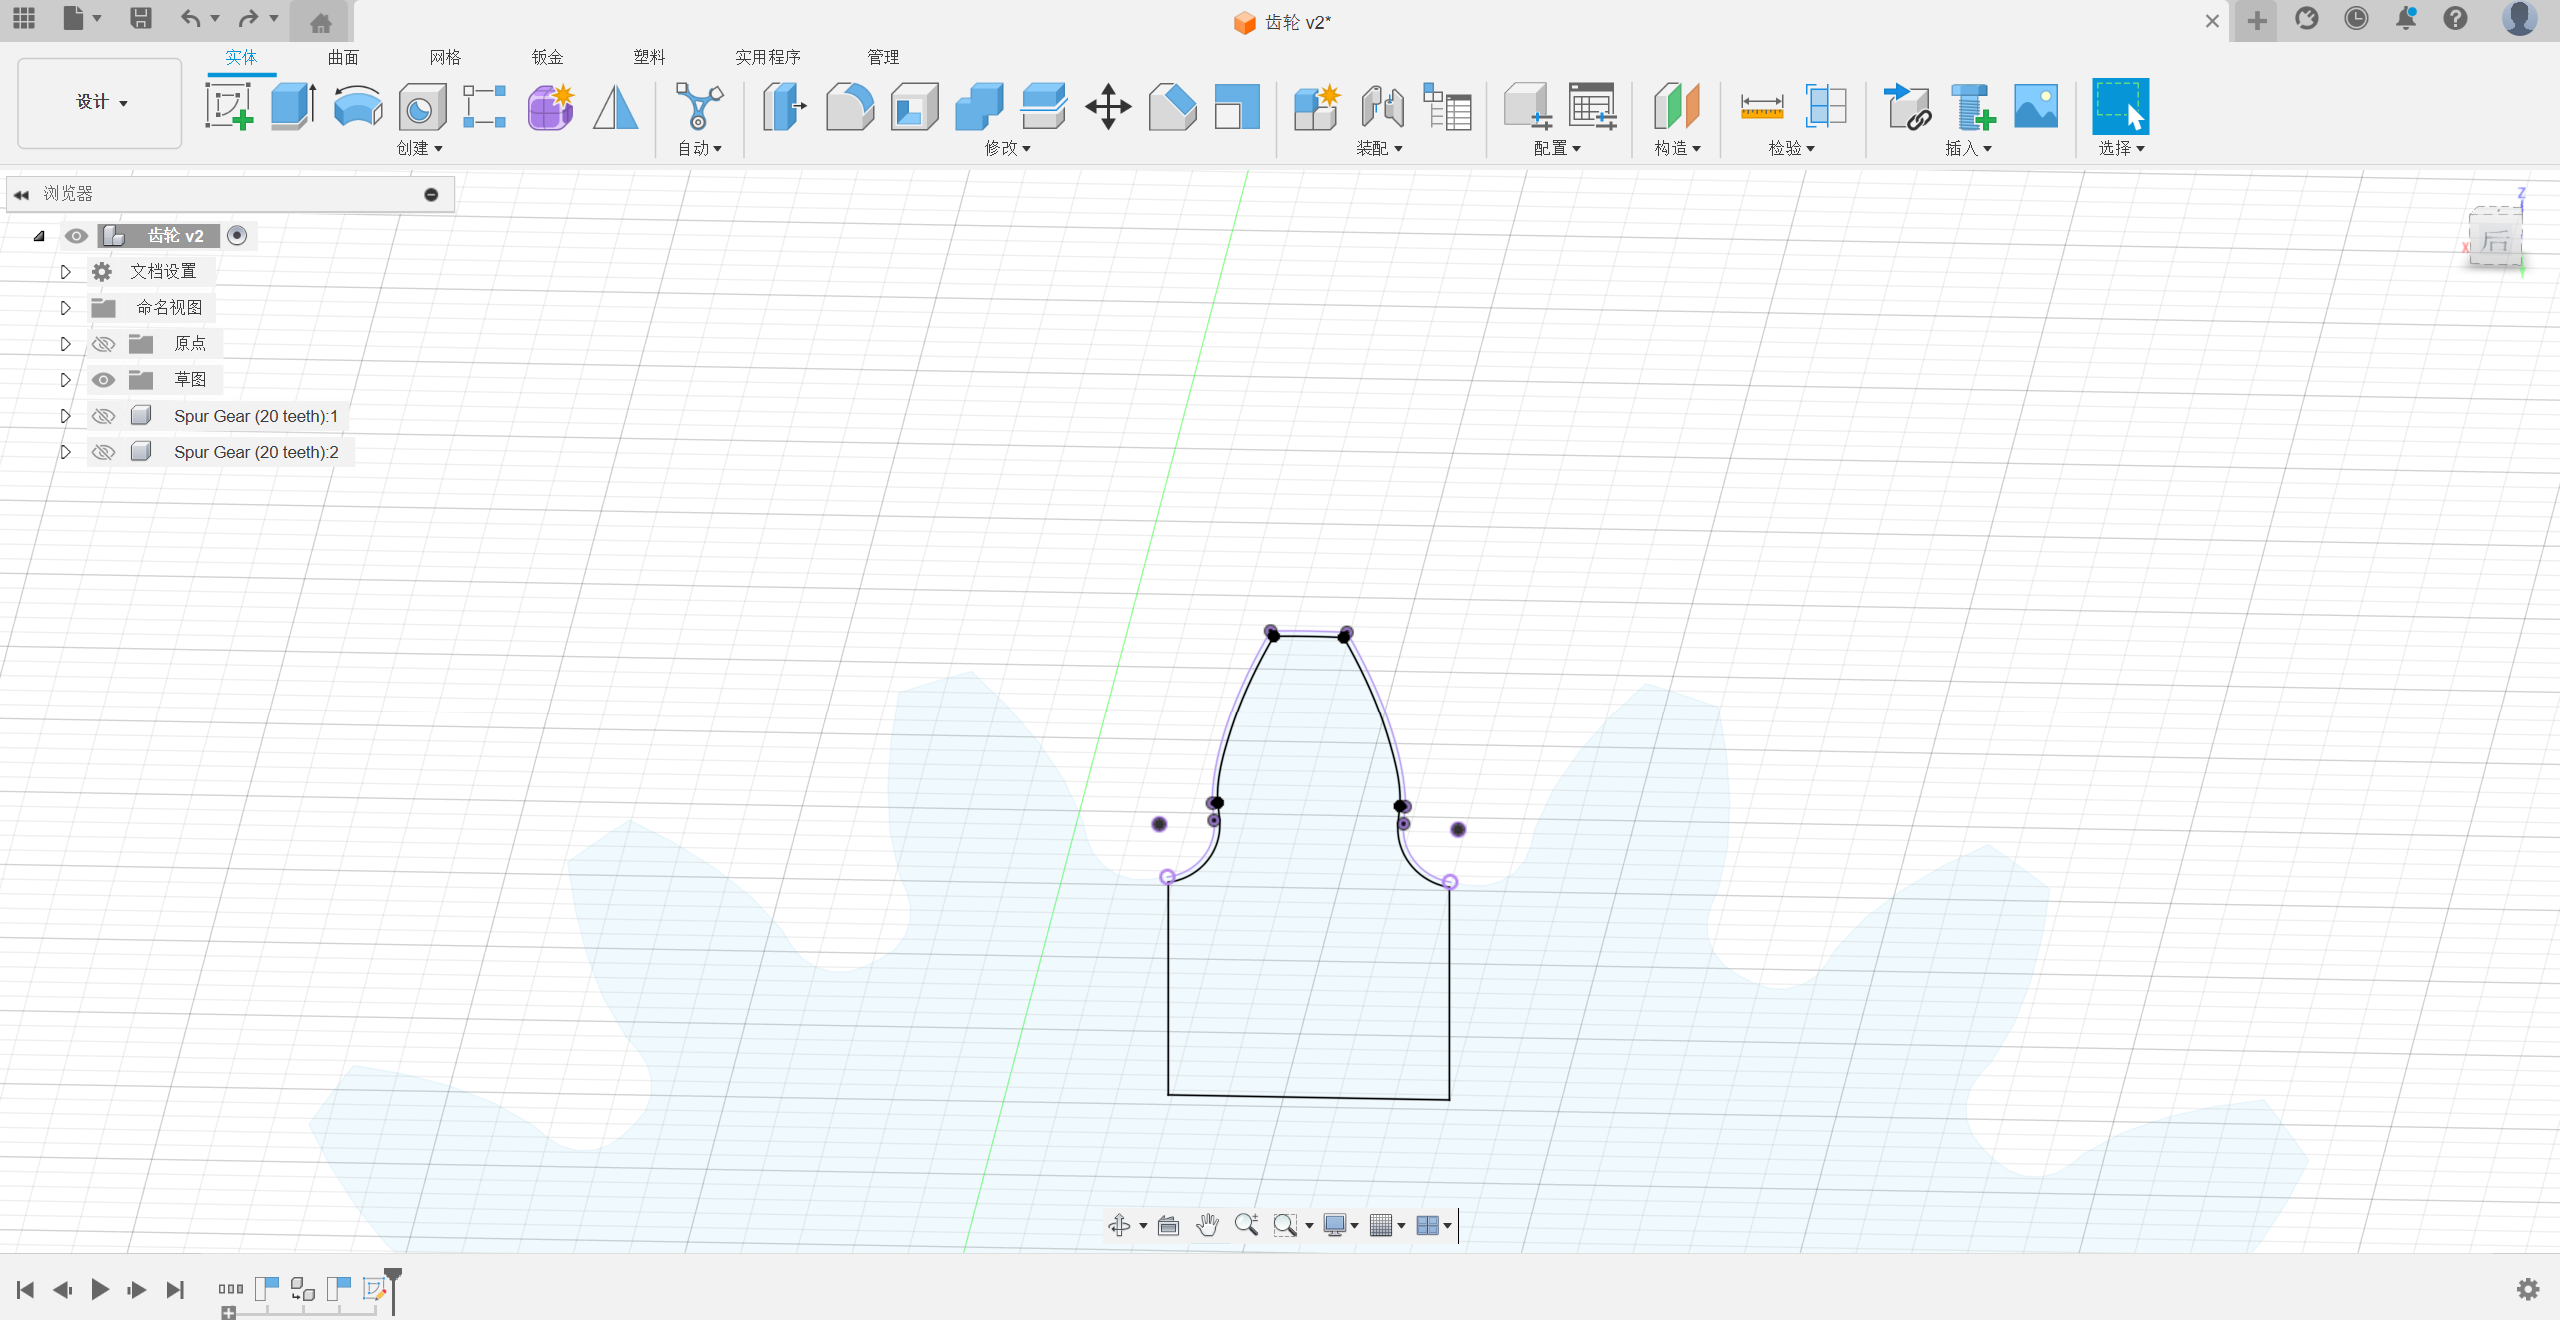 齿轮 v2*
实体 曲面 网格 钣金 塑料 实用程序 管理
设计
创建 自动 修改 装配 配置 构造 检验 插入 选择
浏览器
齿轮 v2
文档设置
命名视图
原点
草图
Spur Gear (20 teeth):1
Spur Gear (20 teeth):2
Z
X
后